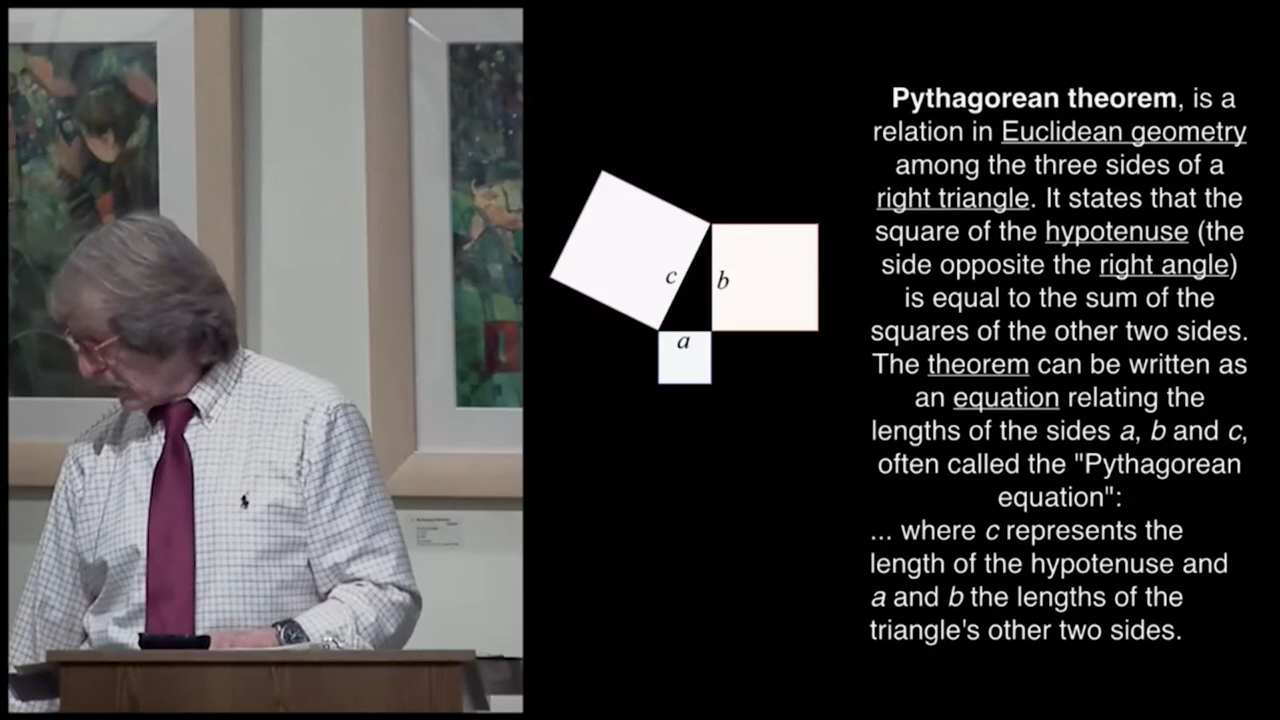 c
b
a
Pythagorean theorem, is a
relation in Euclidean geometry
among the three sides of a
right triangle. It states that the
square of the hypotenuse (the
side opposite the right angle)
is equal to the sum of the
squares of the other two sides.
The theorem can be written as
an equation relating the
lengths of the sides a, b and c,
often called the "Pythagorean
equation":
... where c represents the
length of the hypotenuse and
a and b the lengths of the
triangle's other two sides.